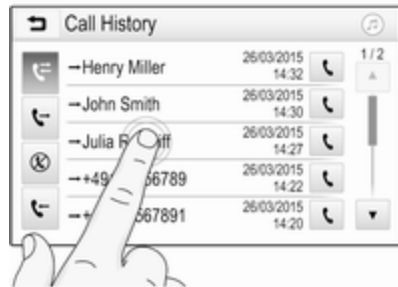 Call History
1/2
→Henry Miller 26/03/2015 14:32
→John Smith 26/03/2015 14:30
→Julia 26/03/2015 14:27
→+49 56789 26/03/2015 14:22
→+ 567891 26/03/2015 14:20